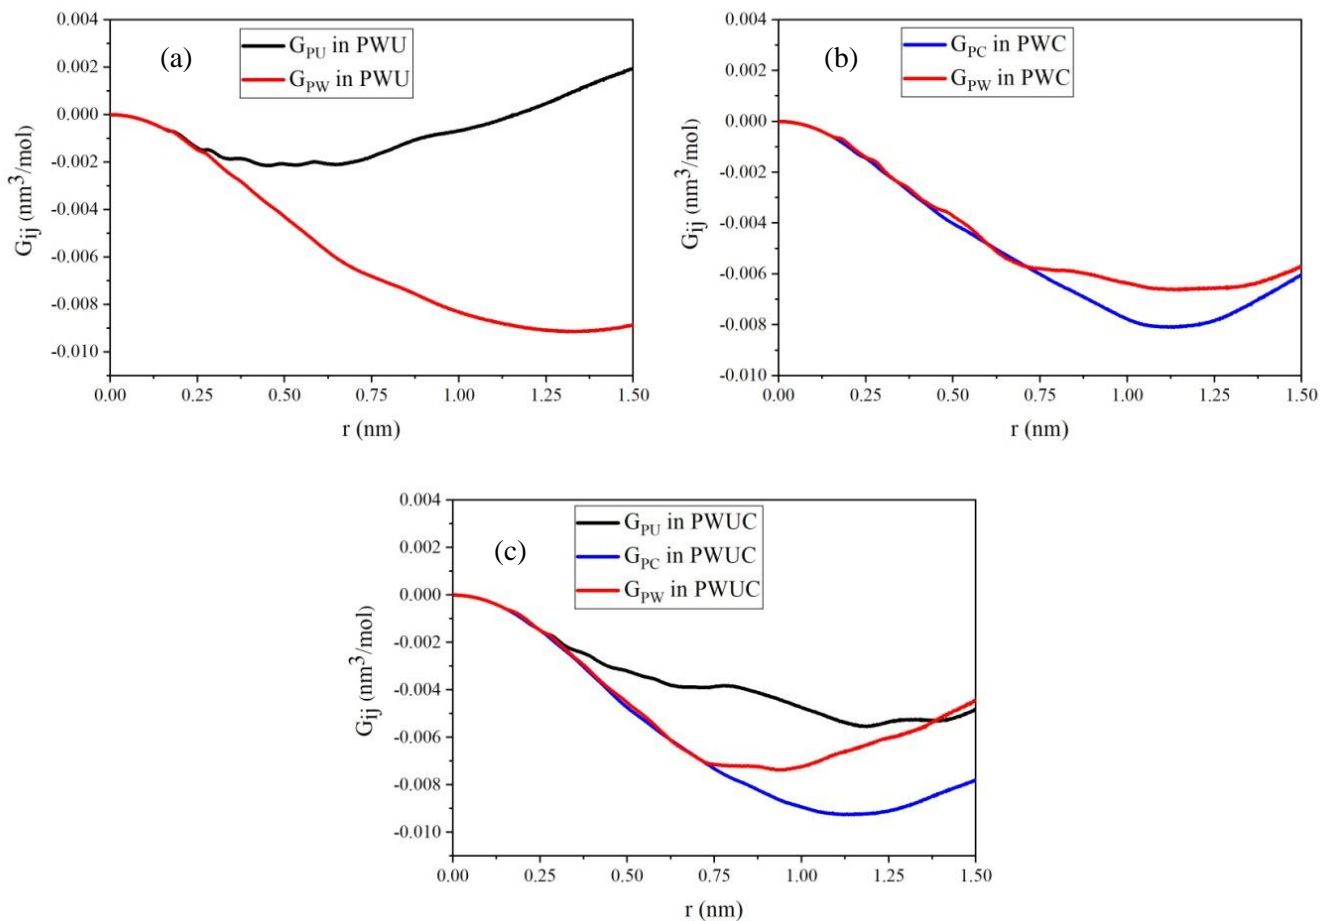 (a)
G_PU in PWU
G_PW in PWU
0.004
0.002
0.000
-0.002
-0.004
-0.006
-0.008
-0.010
G_ij (nm³/mol)
0.00 0.25 0.50 0.75 1.00 1.25 1.50
r (nm)
(b)
G_PC in PWC
G_PW in PWC
0.004
0.002
0.000
-0.002
-0.004
-0.006
-0.008
-0.010
G_ij (nm³/mol)
0.00 0.25 0.50 0.75 1.00 1.25 1.50
r (nm)
(c)
G_PU in PWUC
G_PC in PWUC
G_PW in PWUC
0.004
0.002
0.000
-0.002
-0.004
-0.006
-0.008
-0.010
G_ij (nm³/mol)
0.00 0.25 0.50 0.75 1.00 1.25 1.50
r (nm)